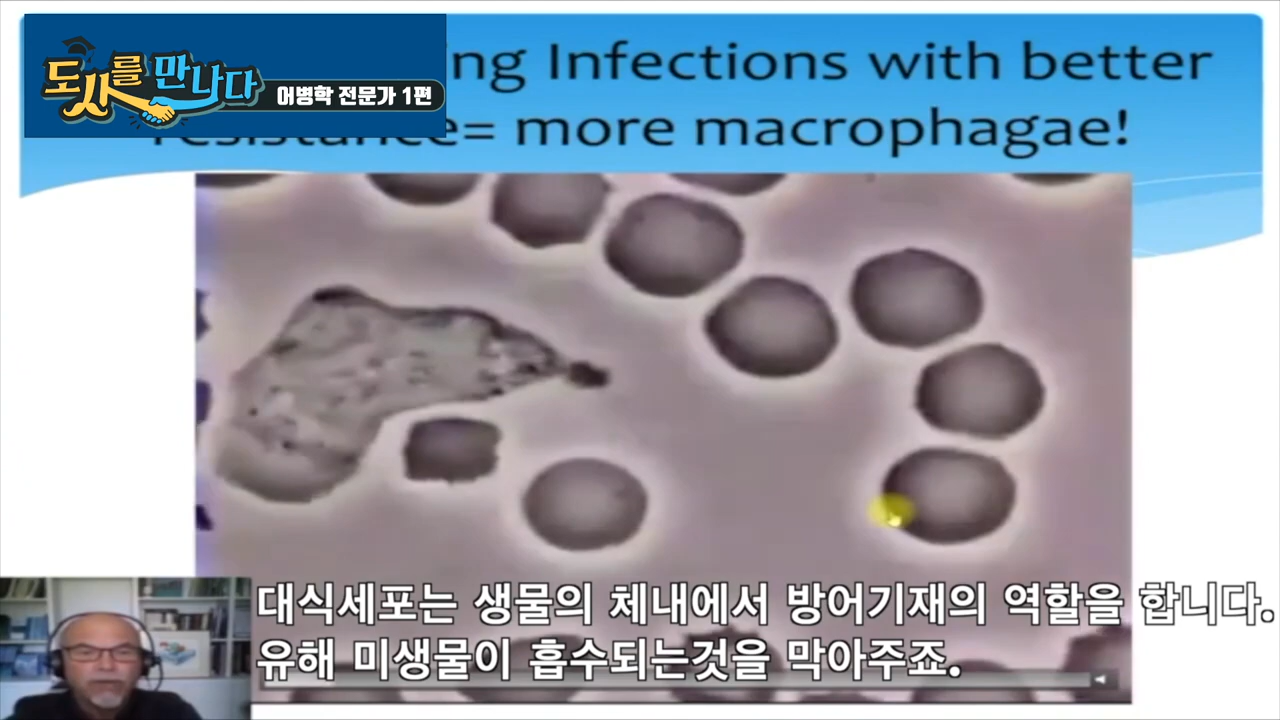 도싸를 만나다
어병학 전문가 1편
ng Infections with better
resistance= more macrophagae!
대식세포는 생물의 체내에서 방어기재의 역할을 합니다.
유해 미생물이 흡수되는것을 막아주죠.